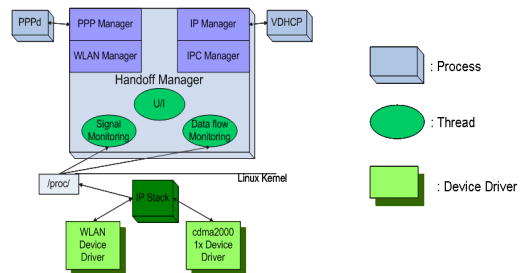 PPPd
PPP Manager
IP Manager
VDHCP
WLAN Manager
IPC Manager
Handoff Manager
U/I
Signal
Monitoring
Data flow
Monitoring
/proc/
Linux Kernel
IP Stack
WLAN
Device
Driver
cdma2000
1x Device
Driver
: Process
: Thread
: Device Driver